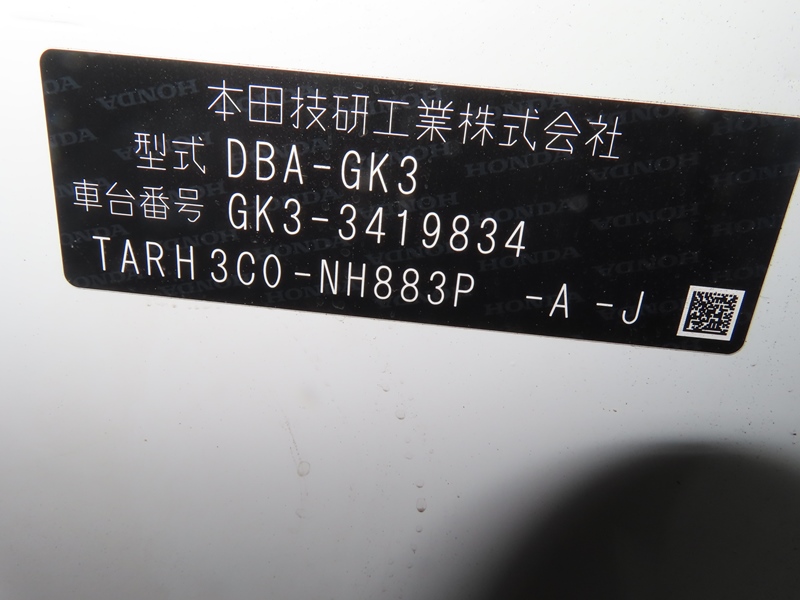 本田技研工業株式会社
型式 DBA-GK3
車台番号 GK3-3419834
TARH3C0-NH883P -A -J